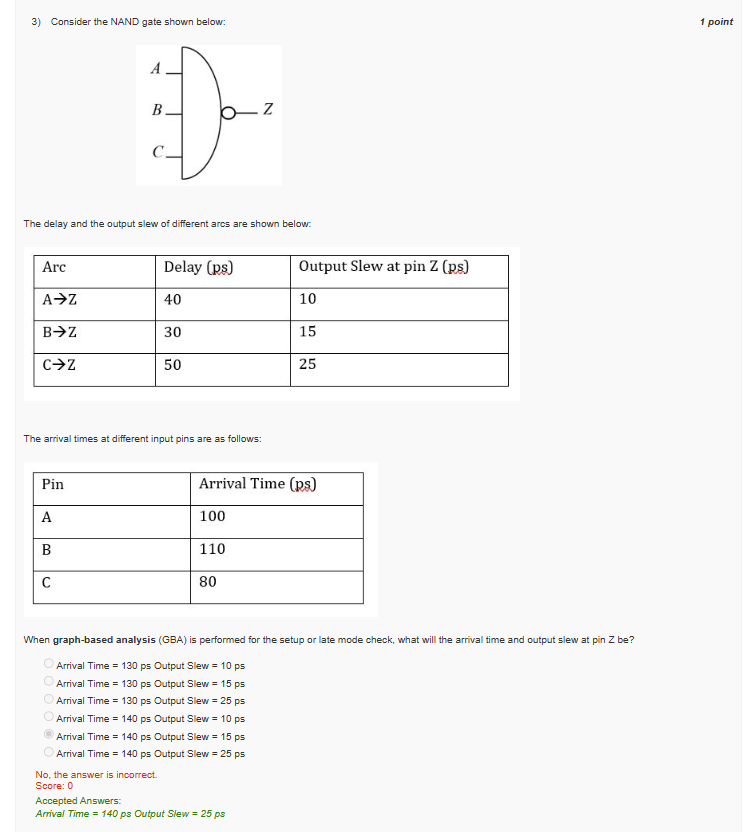 3) Consider the NAND gate shown below:
1 point
A
B
Z
C
The delay and the output slew of different arcs are shown below:
Arc Delay (ps) Output Slew at pin Z (ps)
A→Z 40 10
B→Z 30 15
C→Z 50 25
The arrival times at different input pins are as follows:
Pin Arrival Time (ps)
A 100
B 110
C 80
When graph-based analysis (GBA) is performed for the setup or late mode check, what will the arrival time and output slew at pin Z be?
Arrival Time = 130 ps Output Slew = 10 ps
Arrival Time = 130 ps Output Slew = 15 ps
Arrival Time = 130 ps Output Slew = 25 ps
Arrival Time = 140 ps Output Slew = 10 ps
Arrival Time = 140 ps Output Slew = 15 ps
Arrival Time = 140 ps Output Slew = 25 ps
No, the answer is incorrect.
Score: 0
Accepted Answers:
Arrival Time = 140 ps Output Slew = 25 ps